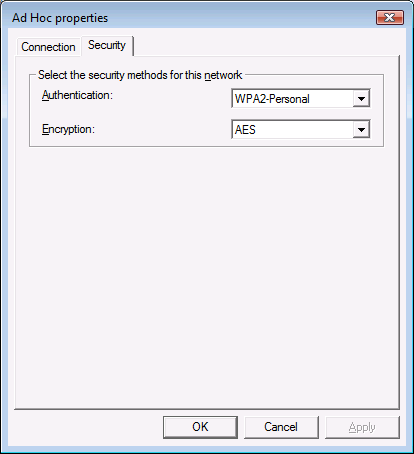 Ad Hoc properties
Connection
Security
Select the security methods for this network
Authentication:
WPA2-Personal
Encryption:
AES
OK
Cancel
Apply